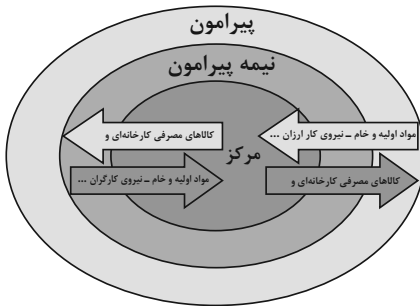 پیرامون
نیمه پیرامون
مواد اولیه و خام ـ نیروی کار ارزان ...
کالاهای مصرفی کارخانه‌ای و
مرکز
کالاهای مصرفی کارخانه‌ای و
مواد اولیه و خام ـ نیروی کارگران ...